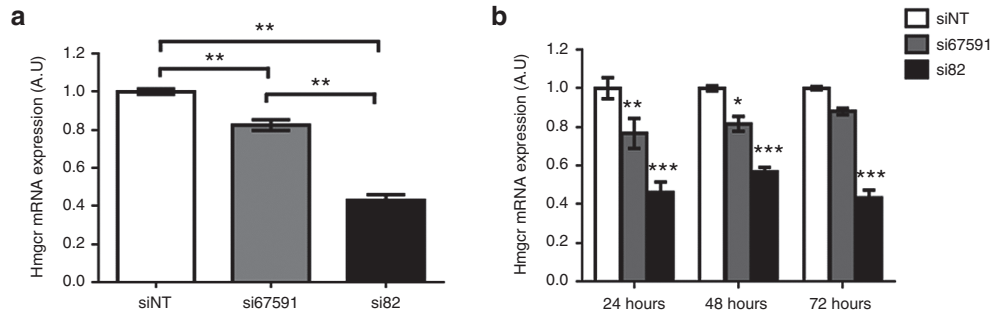 a
Hmgcr mRNA expression (A.U)
1.2
1.0
0.8
0.6
0.4
0.2
0.0
**
**
**
siNT
si67591
si82
b
Hmgcr mRNA expression (A.U)
1.2
1.0
0.8
0.6
0.4
0.2
0.0
**
***
*
***
***
24 hours
48 hours
72 hours
siNT
si67591
si82